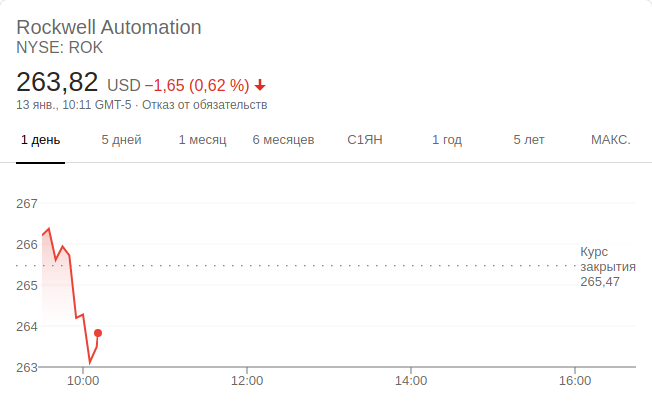 Rockwell Automation
NYSE: ROK
263,82 USD −1,65 (0,62 %)
13 янв., 10:11 GMT-5 · Отказ от обязательств
1 день 5 дней 1 месяц 6 месяцев С1ЯН 1 год 5 лет МАКС.
267
266
Курс
закрытия
265,47
265
264
263
10:00 12:00 14:00 16:00